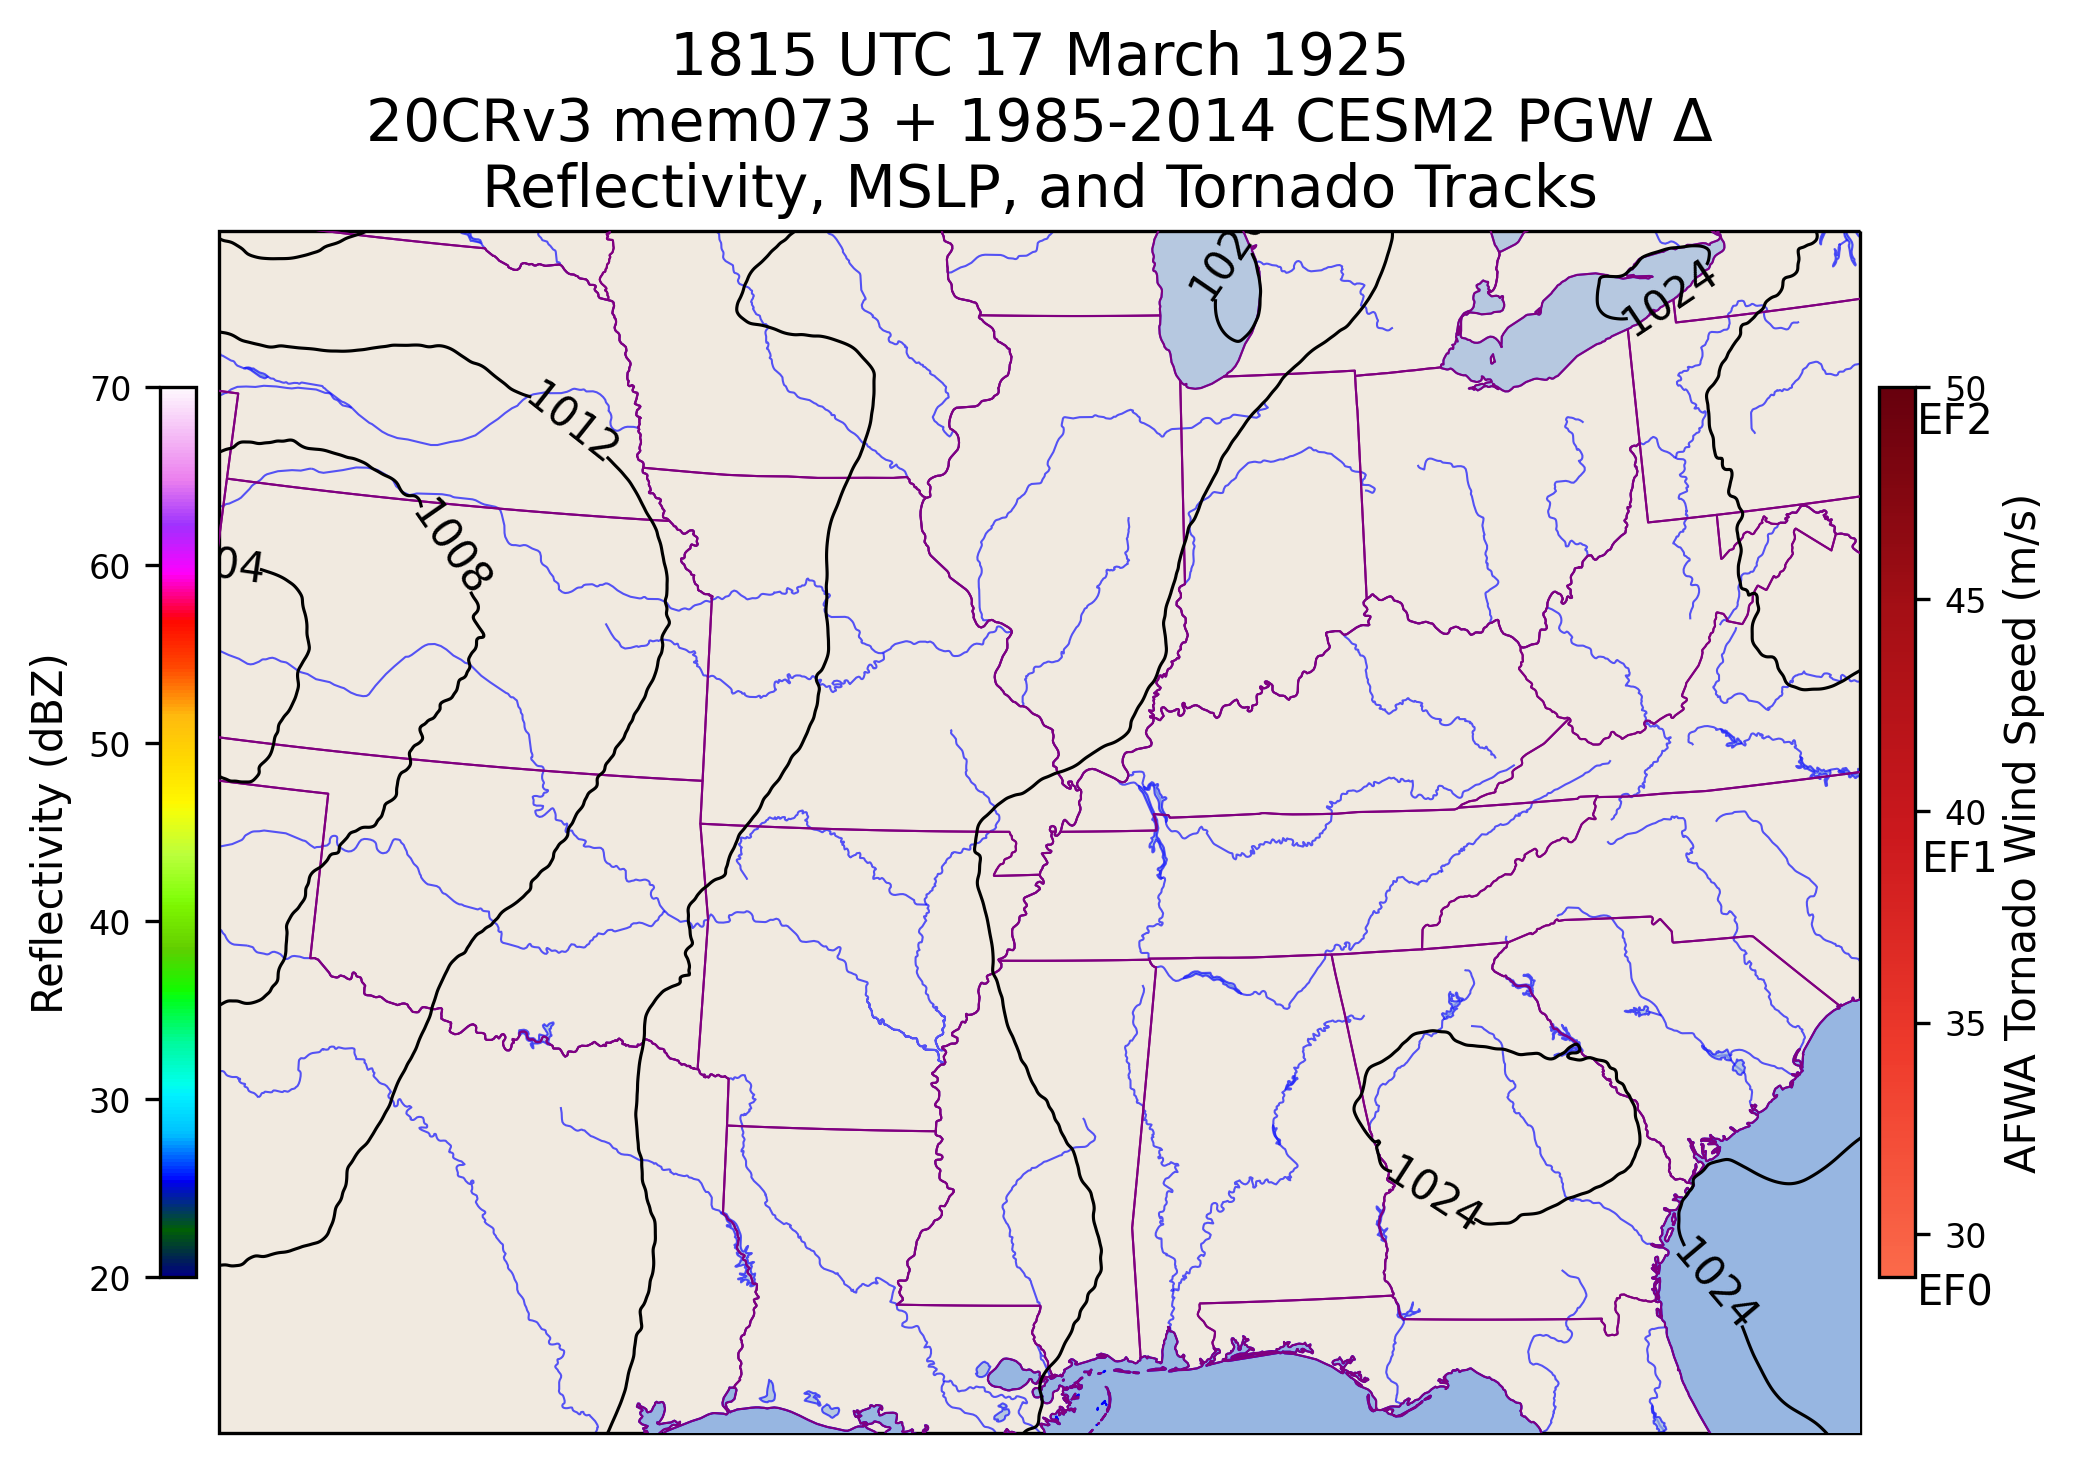 1815 UTC 17 March 1925
20CRv3 mem073 + 1985-2014 CESM2 PGW Δ
Reflectivity, MSLP, and Tornado Tracks
102
1024
1012
1008
04
1024
1024
70
60
50
40
30
20
Reflectivity (dBZ)
50
EF2
45
40
EF1
35
30
EF0
AFWA Tornado Wind Speed (m/s)